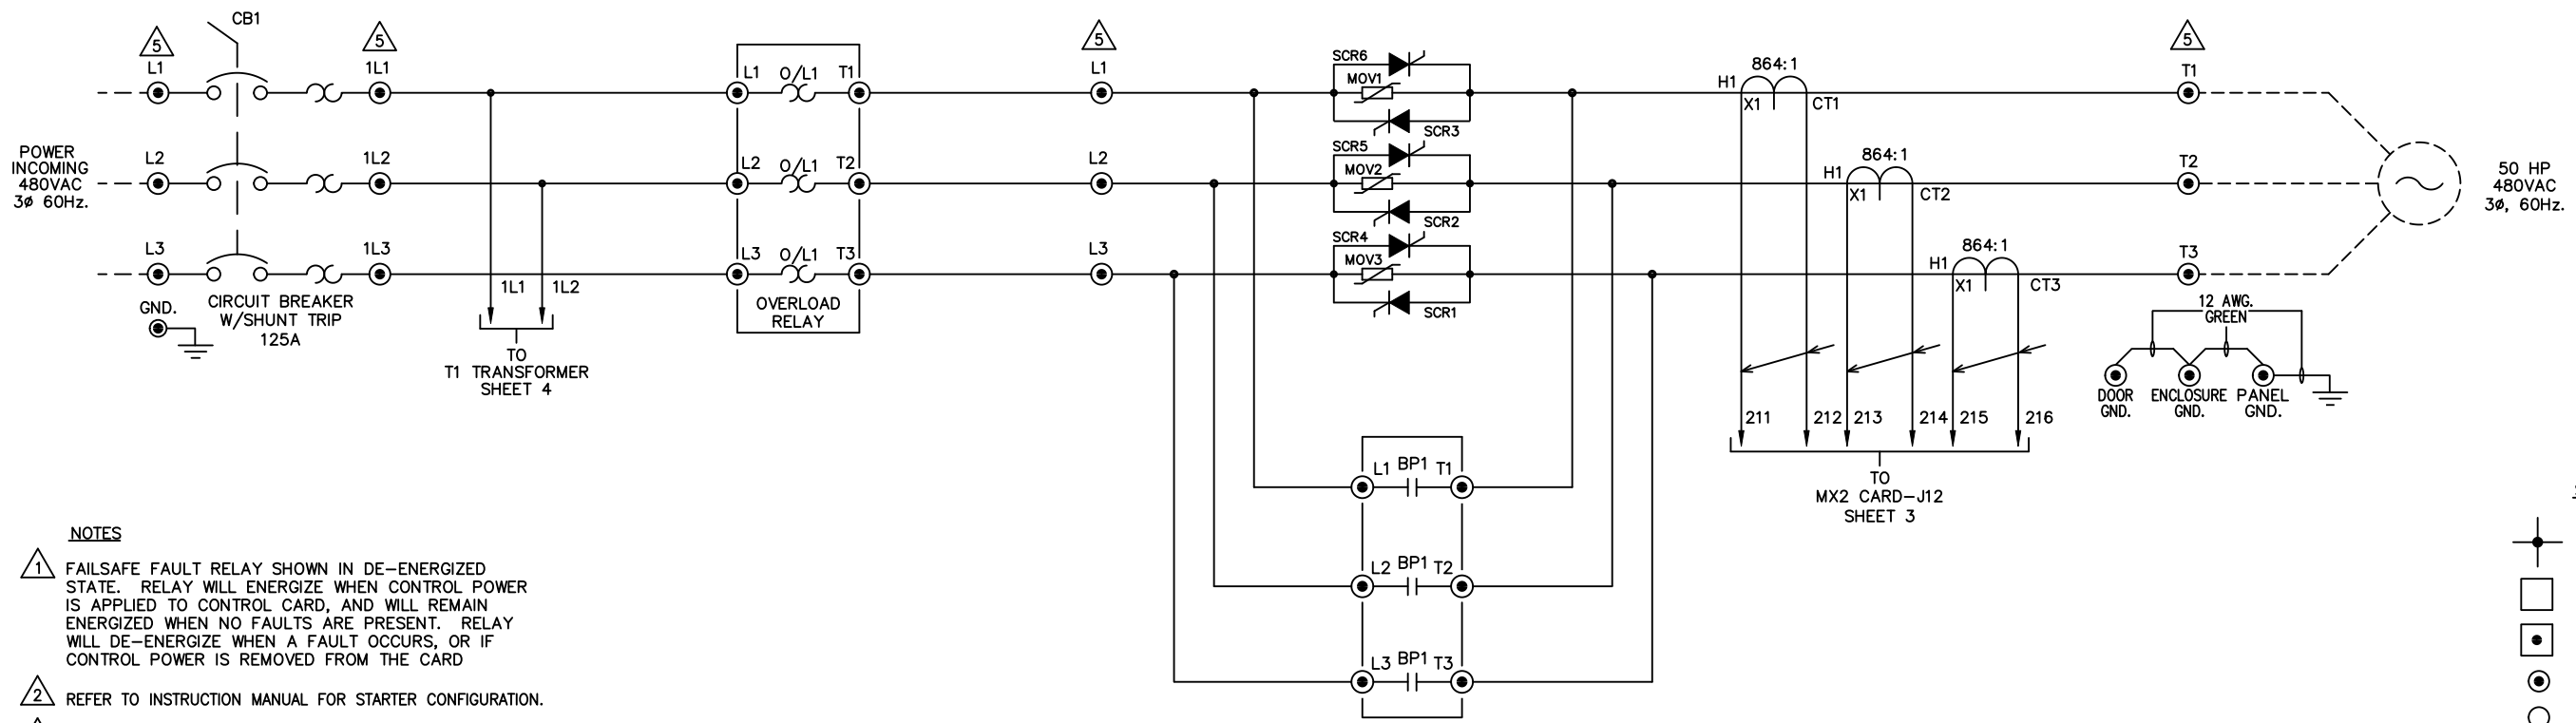 CB1
5
L1
5
1L1
L2
1L2
L3
1L3
POWER
INCOMING
480VAC
3Ø 60Hz.
GND.
CIRCUIT BREAKER
W/SHUNT TRIP
125A
1L1
1L2
TO
T1 TRANSFORMER
SHEET 4
L1
O/L1
T1
L2
O/L1
T2
L3
O/L1
T3
OVERLOAD
RELAY
5
L1
L2
L3
SCR6
MOV1
SCR3
SCR5
MOV2
SCR2
SCR4
MOV3
SCR1
L1 BP1 T1
L2 BP1 T2
L3 BP1 T3
864:1
H1
X1
CT1
864:1
H1
X1
CT2
864:1
H1
X1
CT3
211
212
213
214
215
216
TO
MX2 CARD-J12
SHEET 3
5
T1
T2
T3
50 HP
480VAC
3Ø, 60Hz.
12 AWG.
GREEN
DOOR
GND.
ENCLOSURE
GND.
PANEL
GND.
NOTES
1 FAILSAFE FAULT RELAY SHOWN IN DE-ENERGIZED
STATE. RELAY WILL ENERGIZE WHEN CONTROL POWER
IS APPLIED TO CONTROL CARD, AND WILL REMAIN
ENERGIZED WHEN NO FAULTS ARE PRESENT. RELAY
WILL DE-ENERGIZE WHEN A FAULT OCCURS, OR IF
CONTROL POWER IS REMOVED FROM THE CARD
2 REFER TO INSTRUCTION MANUAL FOR STARTER CONFIGURATION.